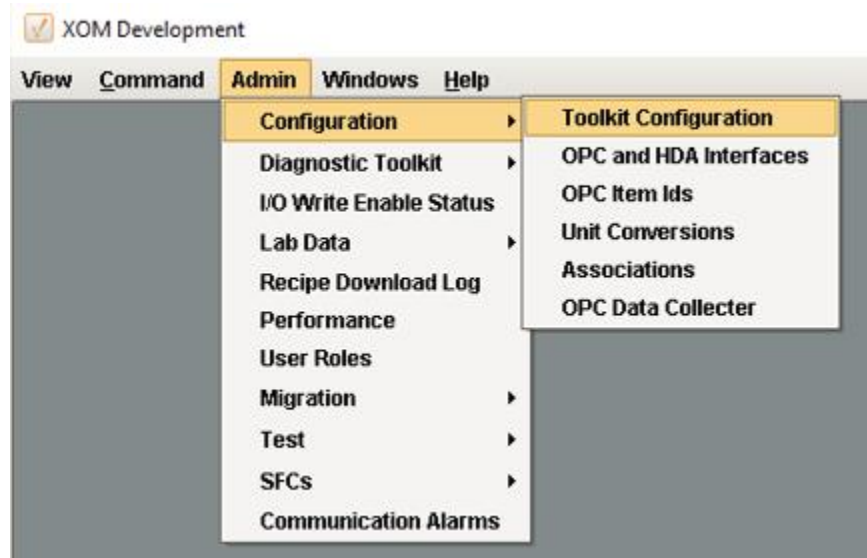 XOM Development
View Command Admin Windows Help
Configuration
Diagnostic Toolkit
I/O Write Enable Status
Lab Data
Recipe Download Log
Performance
User Roles
Migration
Test
SFCs
Communication Alarms
Toolkit Configuration
OPC and HDA Interfaces
OPC Item Ids
Unit Conversions
Associations
OPC Data Collecter